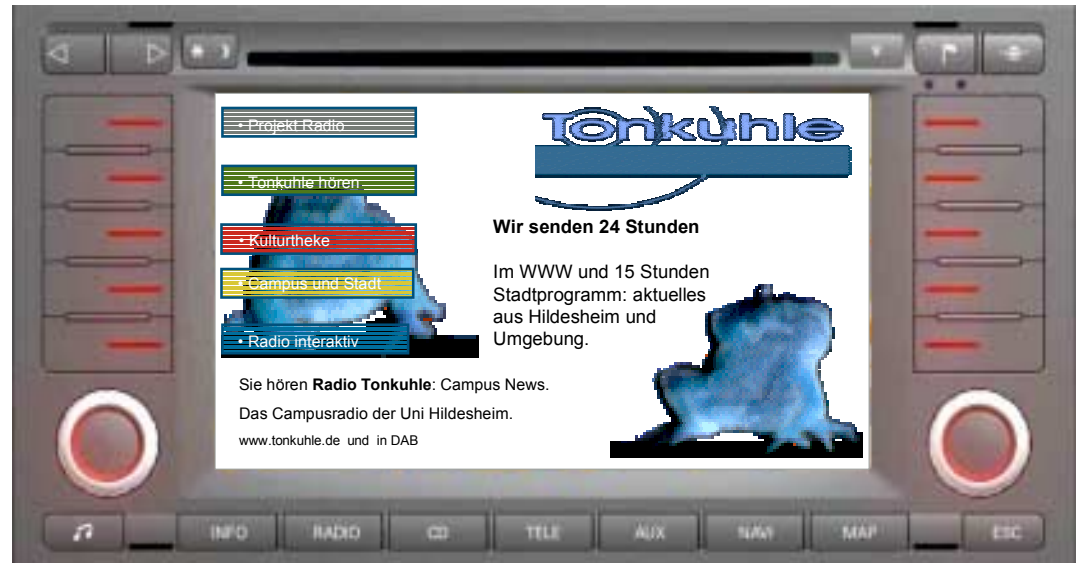 • Projekt Radio
• Tonkuhle hören
• Kulturtheke
• Campus und Stadt
• Radio interaktiv
Tonkuhle
Wir senden 24 Stunden
Im WWW und 15 Stunden
Stadtprogramm: aktuelles
aus Hildesheim und
Umgebung.
Sie hören Radio Tonkuhle: Campus News.
Das Campusradio der Uni Hildesheim.
www.tonkuhle.de und in DAB
INFO RADIO CD TELE AUX NAVI MAP ESC